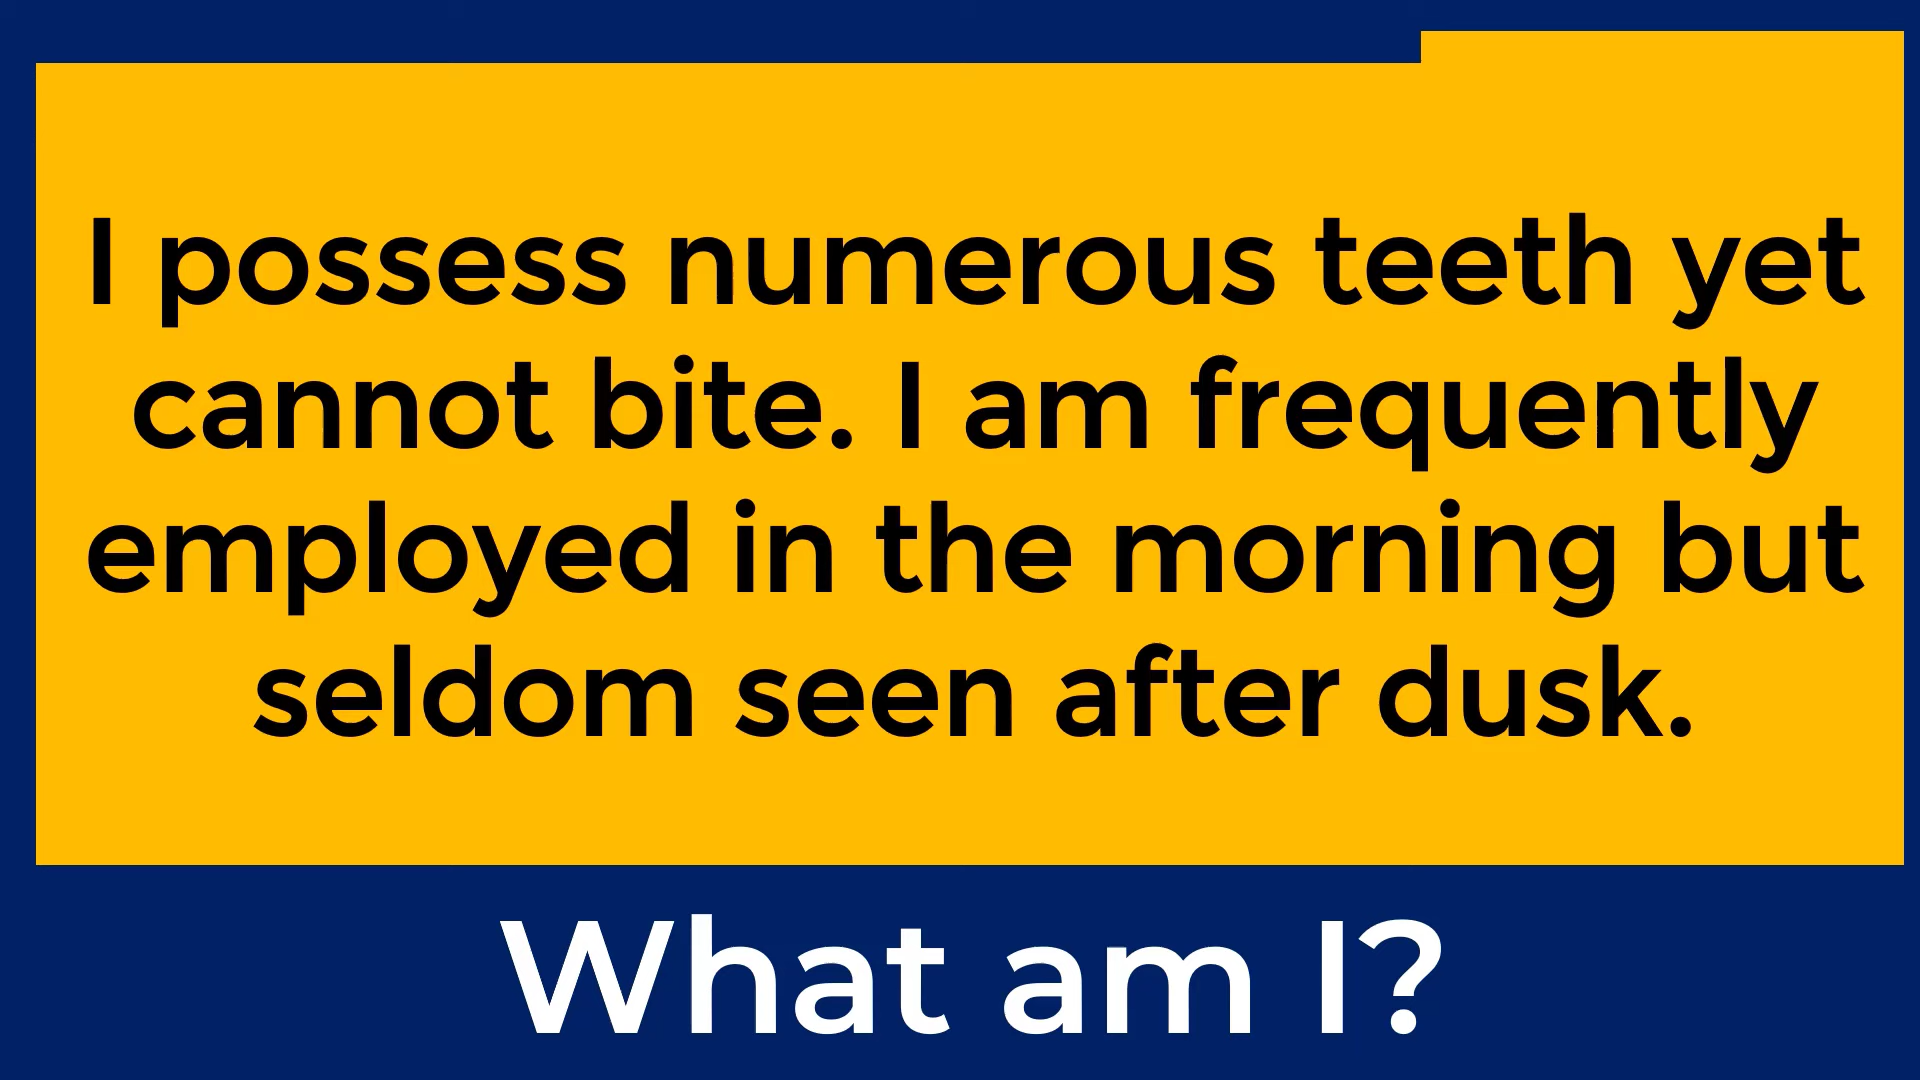 I possess numerous teeth yet
cannot bite. I am frequently
employed in the morning but
seldom seen after dusk.
What am I?